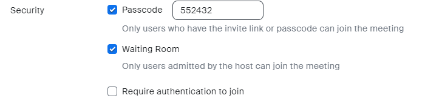 Security Passcode 552432
Only users who have the invite link or passcode can join the meeting
Waiting Room
Only users admitted by the host can join the meeting
Require authentication to join